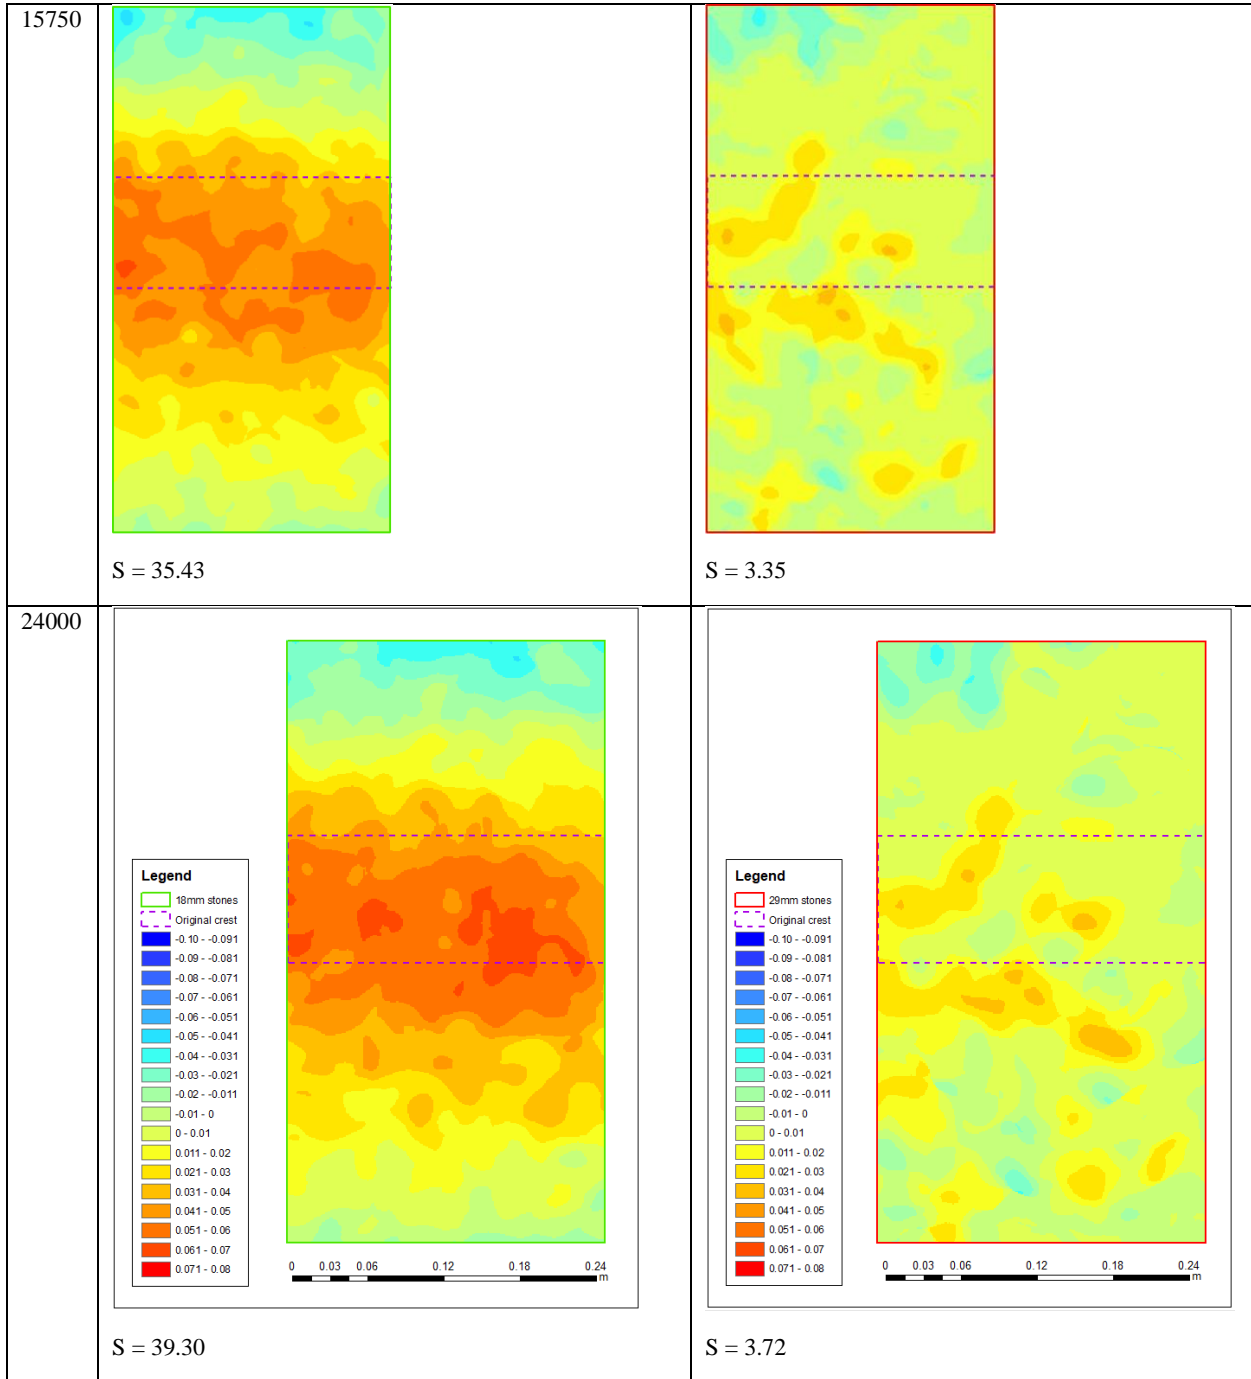 15750
S = 35.43
S = 3.35
24000
Legend
18mm stones
Original crest
-0.10 - -0.091
-0.09 - -0.081
-0.08 - -0.071
-0.07 - -0.061
-0.06 - -0.051
-0.05 - -0.041
-0.04 - -0.031
-0.03 - -0.021
-0.02 - -0.011
-0.01 - 0
0 - 0.01
0.011 - 0.02
0.021 - 0.03
0.031 - 0.04
0.041 - 0.05
0.051 - 0.06
0.061 - 0.07
0.071 - 0.08
0 0.03 0.06 0.12 0.18 0.24
m
S = 39.30
Legend
29mm stones
Original crest
-0.10 - -0.091
-0.09 - -0.081
-0.08 - -0.071
-0.07 - -0.061
-0.06 - -0.051
-0.05 - -0.041
-0.04 - -0.031
-0.03 - -0.021
-0.02 - -0.011
-0.01 - 0
0 - 0.01
0.011 - 0.02
0.021 - 0.03
0.031 - 0.04
0.041 - 0.05
0.051 - 0.06
0.061 - 0.07
0.071 - 0.08
0 0.03 0.06 0.12 0.18 0.24
m
S = 3.72